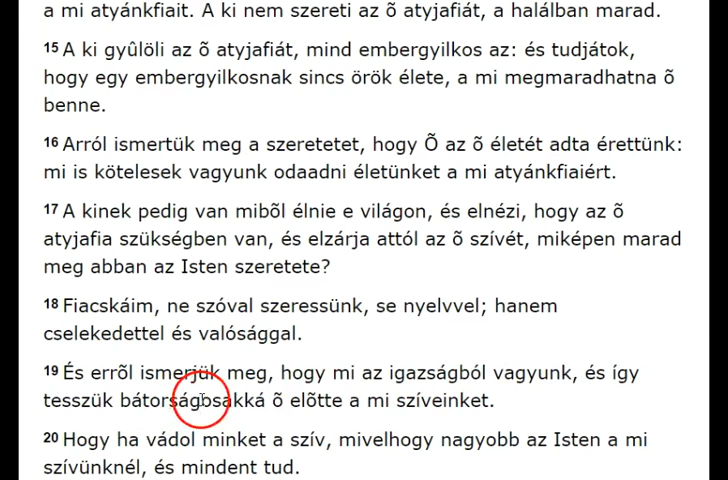 a mi atyánkfiait. A ki nem szereti az õ atyjafiát, a halálban marad.
15 A ki gyûlöli az õ atyjafiát, mind embergyilkos az: és tudjátok,
hogy egy embergyilkosnak sincs örök élete, a mi megmaradhatna õ
benne.
16 Arról ismertük meg a szeretetet, hogy Õ az õ életét adta érettünk:
mi is kötelesek vagyunk odaadni életünket a mi atyánkfiaiért.
17 A kinek pedig van mibõl élnie e világon, és elnézi, hogy az õ
atyjafia szükségben van, és elzárja attól az õ szívét, miképen marad
meg abban az Isten szeretete?
18 Fiacskáim, ne szóval szeressünk, se nyelvvel; hanem
cselekedettel és valósággal.
19 És errõl ismerjük meg, hogy mi az igazságból vagyunk, és így
tesszük bátorságosakká õ elõtte a mi szíveinket.
20 Hogy ha vádol minket a szív, mivelhogy nagyobb az Isten a mi
szívünknél, és mindent tud.